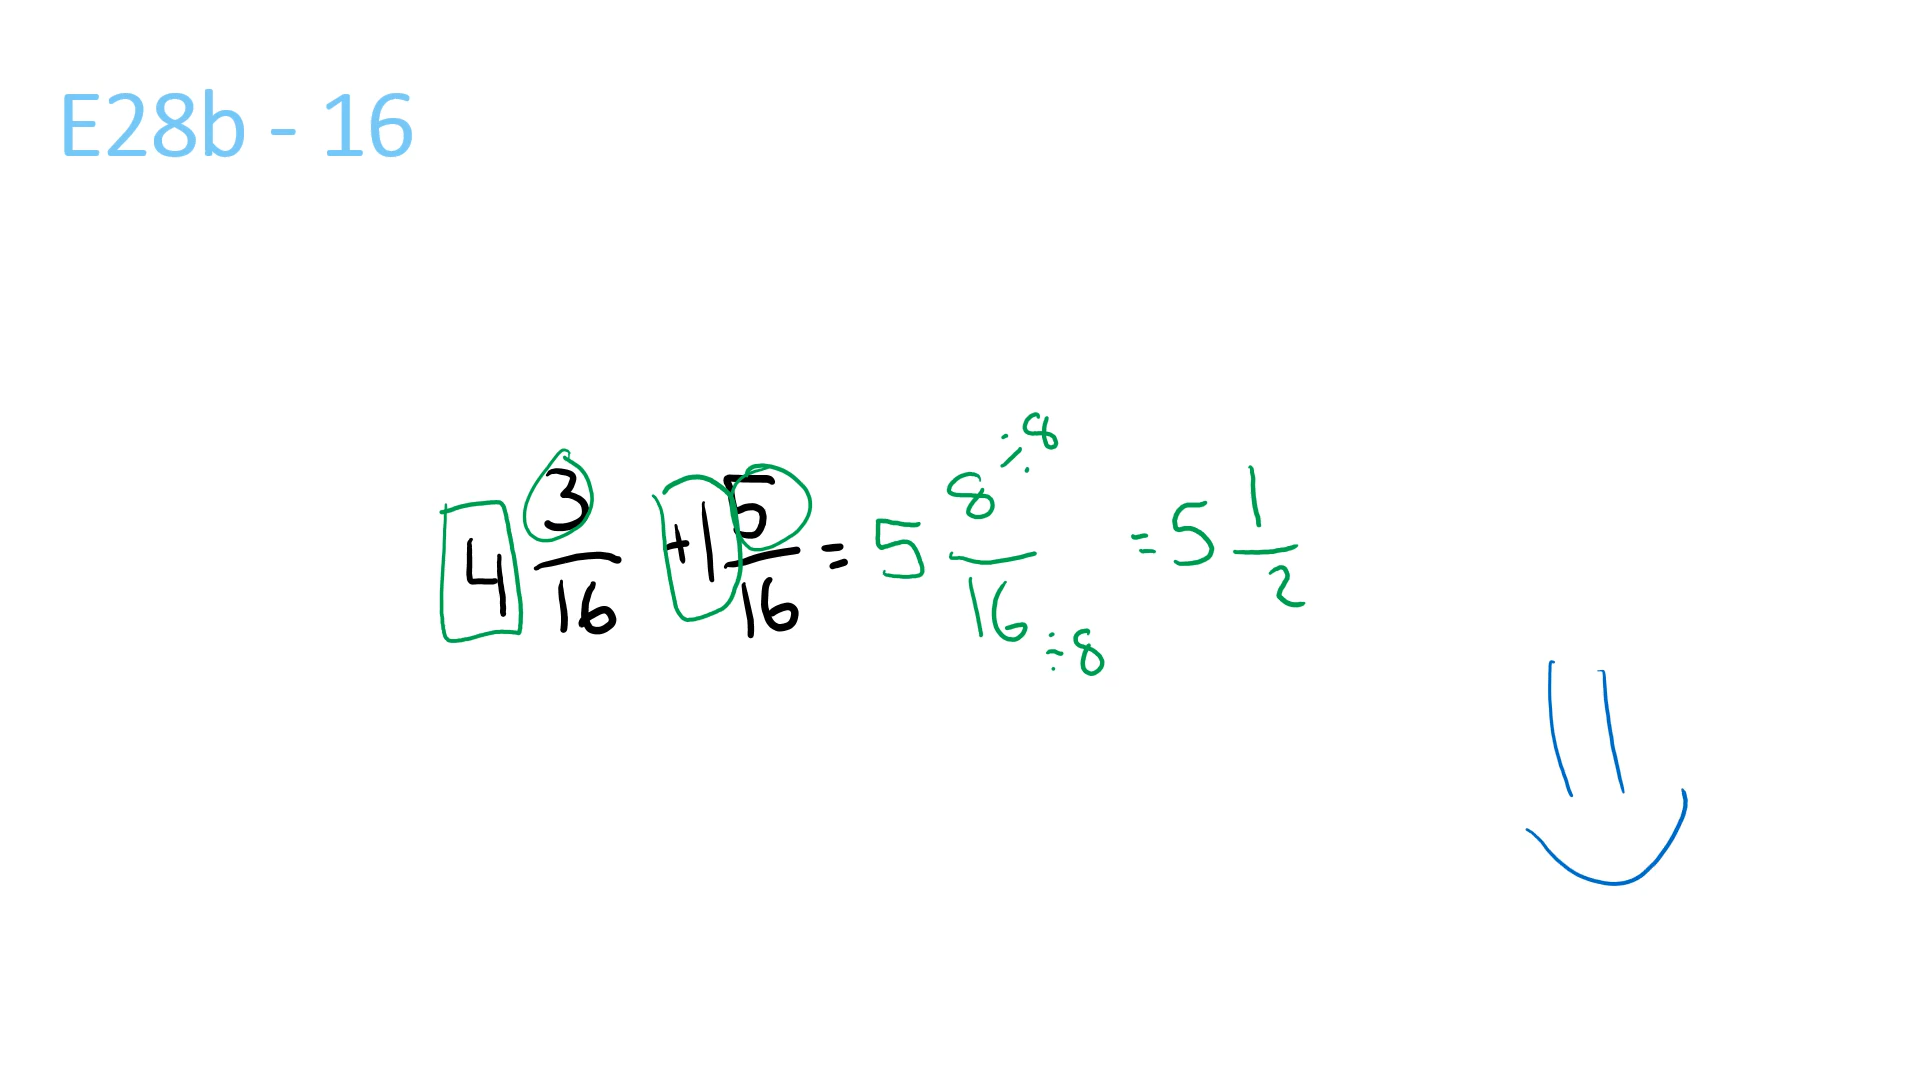 E28b - 16
4 3/16 +1 5/16 = 5 8÷8/16÷8 = 5 1/2